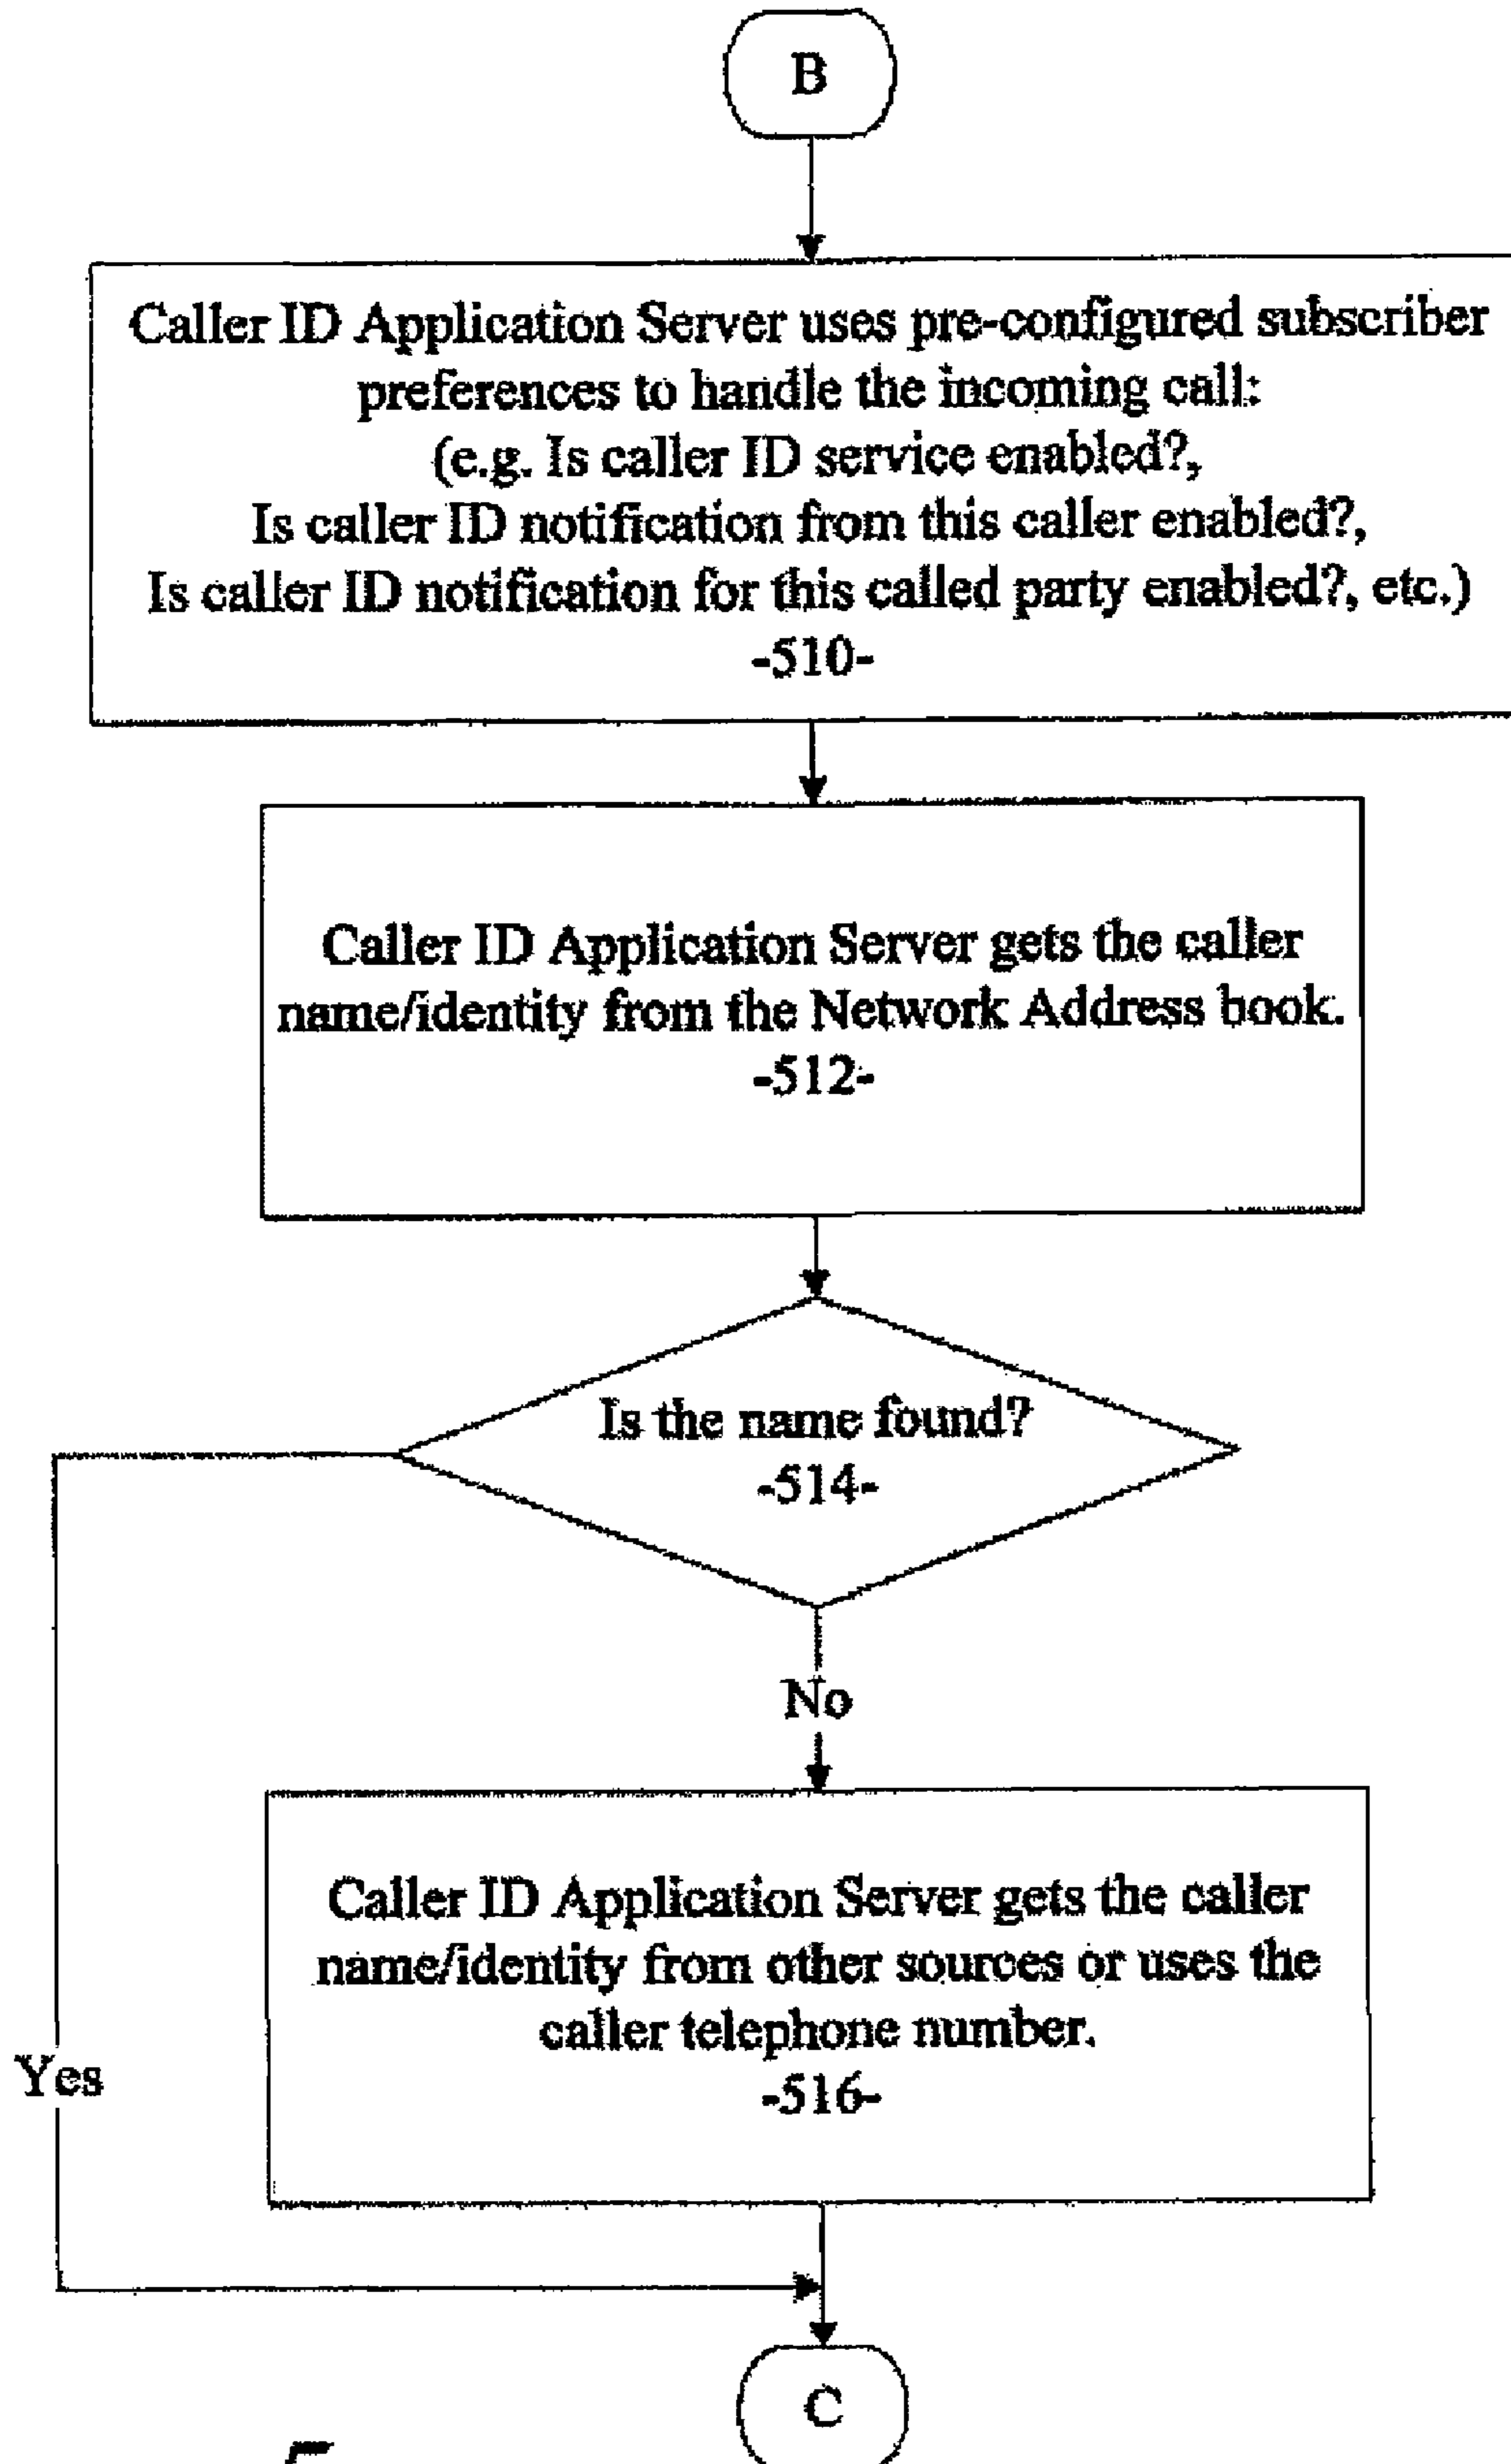 B
Caller ID Application Server uses pre-configured subscriber
preferences to handle the incoming call:
(e.g. Is caller ID service enabled?,
Is caller ID notification from this caller enabled?,
Is caller ID notification for this called party enabled?, etc.)
-510-
Caller ID Application Server gets the caller
name/identity from the Network Address book.
-512-
Is the name found?
-514-
No
Caller ID Application Server gets the caller
name/identity from other sources or uses the
caller telephone number.
-516-
Yes
C